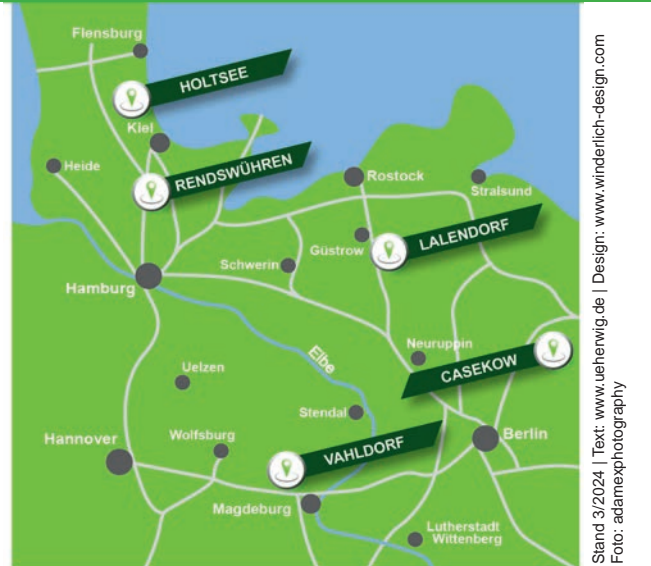 Flensburg
HOLTSEE
Kiel
Heide
RENDSWÜHREN
Rostock
Stralsund
LALENDORF
Güstrow
Schwerin
Hamburg
Neuruppin
Elbe
CASEKOW
Uelzen
Stendal
Berlin
Hannover
Wolfsburg
VAHLDORF
Magdeburg
Lutherstadt
Wittenberg
Stand 3/2024 | Text: www.ueherwig.de | Design: www.winderlich-design.com
Foto: adamexphotography